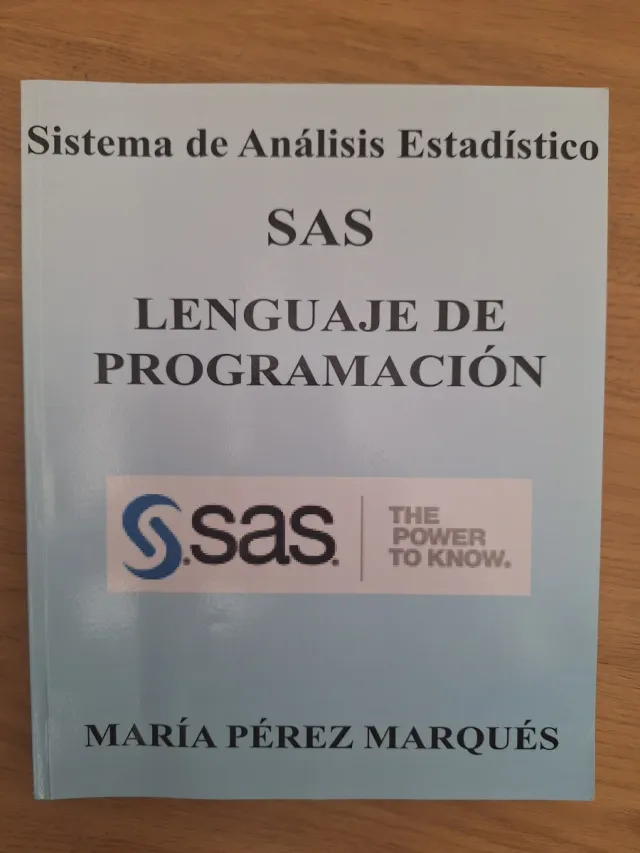 Sistema de Análisis Estadístico
SAS
LENGUAJE DE
PROGRAMACIÓN
S.sas.
THE
POWER
TO KNOW.
MARÍA PÉREZ MARQUÉS